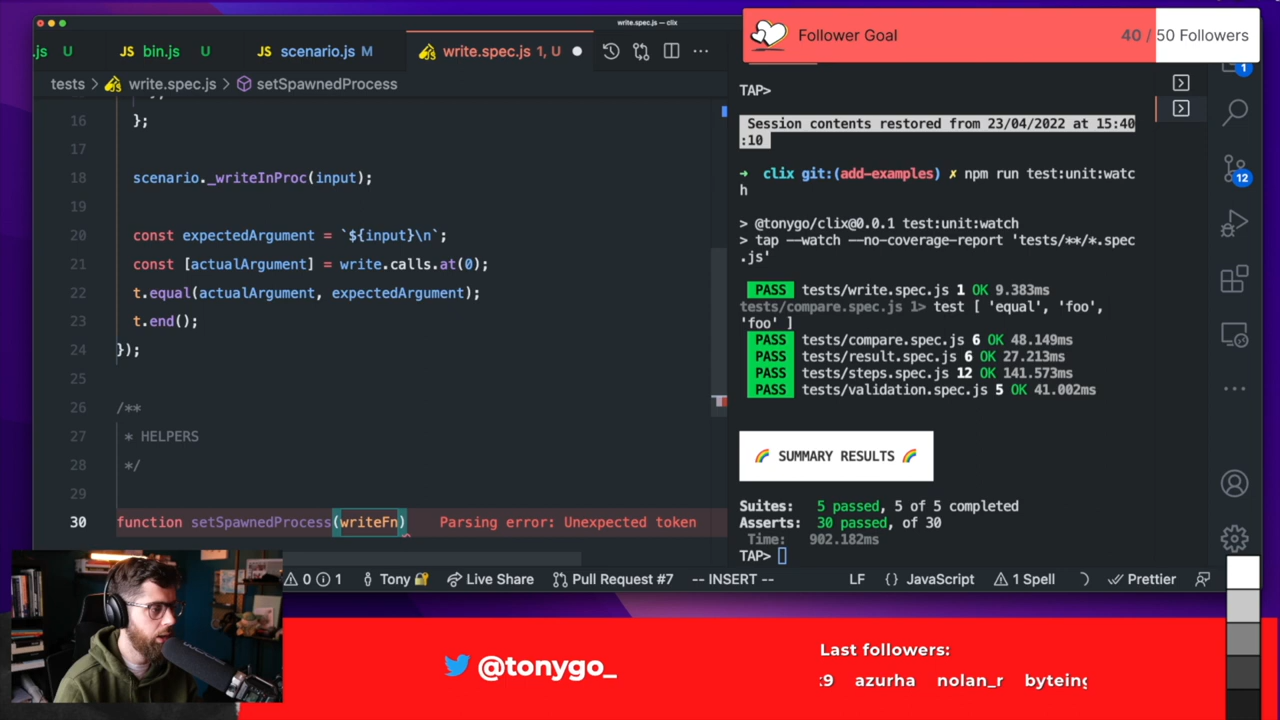 write.spec.js — clix
.js U
bin.js U
scenario.js M
write.spec.js 1, U
tests > write.spec.js > setSpawnedProcess
16 };
17
18 scenario._writeInProc(input);
19
20 const expectedArgument = `${input}\n`;
21 const [actualArgument] = write.calls.at(0);
22 t.equal(actualArgument, expectedArgument);
23 t.end();
24 });
25
26 /**
27 * HELPERS
28 */
29
30 function setSpawnedProcess(writeFn) Parsing error: Unexpected token
0 1 Tony Live Share Pull Request #7 -- INSERT -- LF {} JavaScript 1 Spell Prettier
Follower Goal 40 / 50 Followers
TAP>
Session contents restored from 23/04/2022 at 15:40
:10
→ clix git:(add-examples) ✗ npm run test:unit:watc
h
> @tonygo/clix@0.0.1 test:unit:watch
> tap --watch --no-coverage-report 'tests/**/*.spec
.js'
PASS tests/write.spec.js 1 OK 9.383ms
tests/compare.spec.js 1> test [ 'equal', 'foo',
'foo' ]
PASS tests/compare.spec.js 6 OK 48.149ms
PASS tests/result.spec.js 6 OK 27.213ms
PASS tests/steps.spec.js 12 OK 141.573ms
PASS tests/validation.spec.js 5 OK 41.002ms
🌈 SUMMARY RESULTS 🌈
Suites: 5 passed, 5 of 5 completed
Asserts: 30 passed, of 30
Time: 902.182ms
TAP>
1
12
@tonygo_
Last followers:
azurha nolan_r byteing